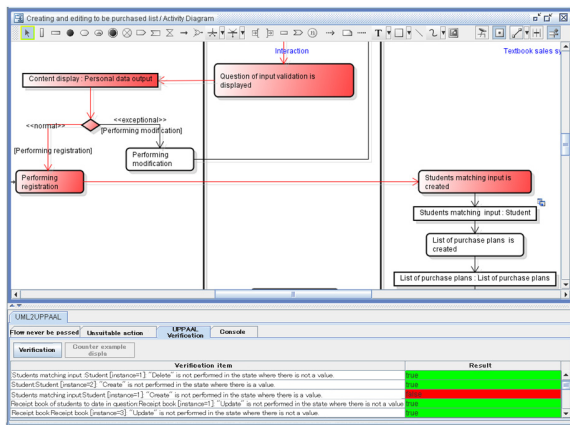 Creating and editing to be purchased list / Activity Diagram
T
Interaction
Textbook sales sy
Content display : Personal data output
Question of input validation is
displayed
<<normal>>
<<exceptional>>
[Performing modification]
[Performing registration]
Performing
modification
Performing
registration
Students matching input is
created
Students matching input : Student
List of purchase plans is
created
List of purchase plans : List of purchase plans
UML2UPPAAL
Flow never be passed
Unsuitable action
UPPAAL
Verification
Console
Verification
Counter example
displa
Verification item
Result
Students matching input :Student [instance=1] "Delete" is not performed in the state where there is not a value.
true
Student:Student [instance=2] "Create" is not performed in the state where there is a value.
true
Students matching input:Student [instance=1] "Create" is not performed in the state where there is a value.
false
Receipt book of students to date in question:Receipt book [instance=1] "Update" is not performed in the state where there is not a value
true
Receipt book:Receipt book [instance=3] "Update" is not performed in the state where there is not a value.
true